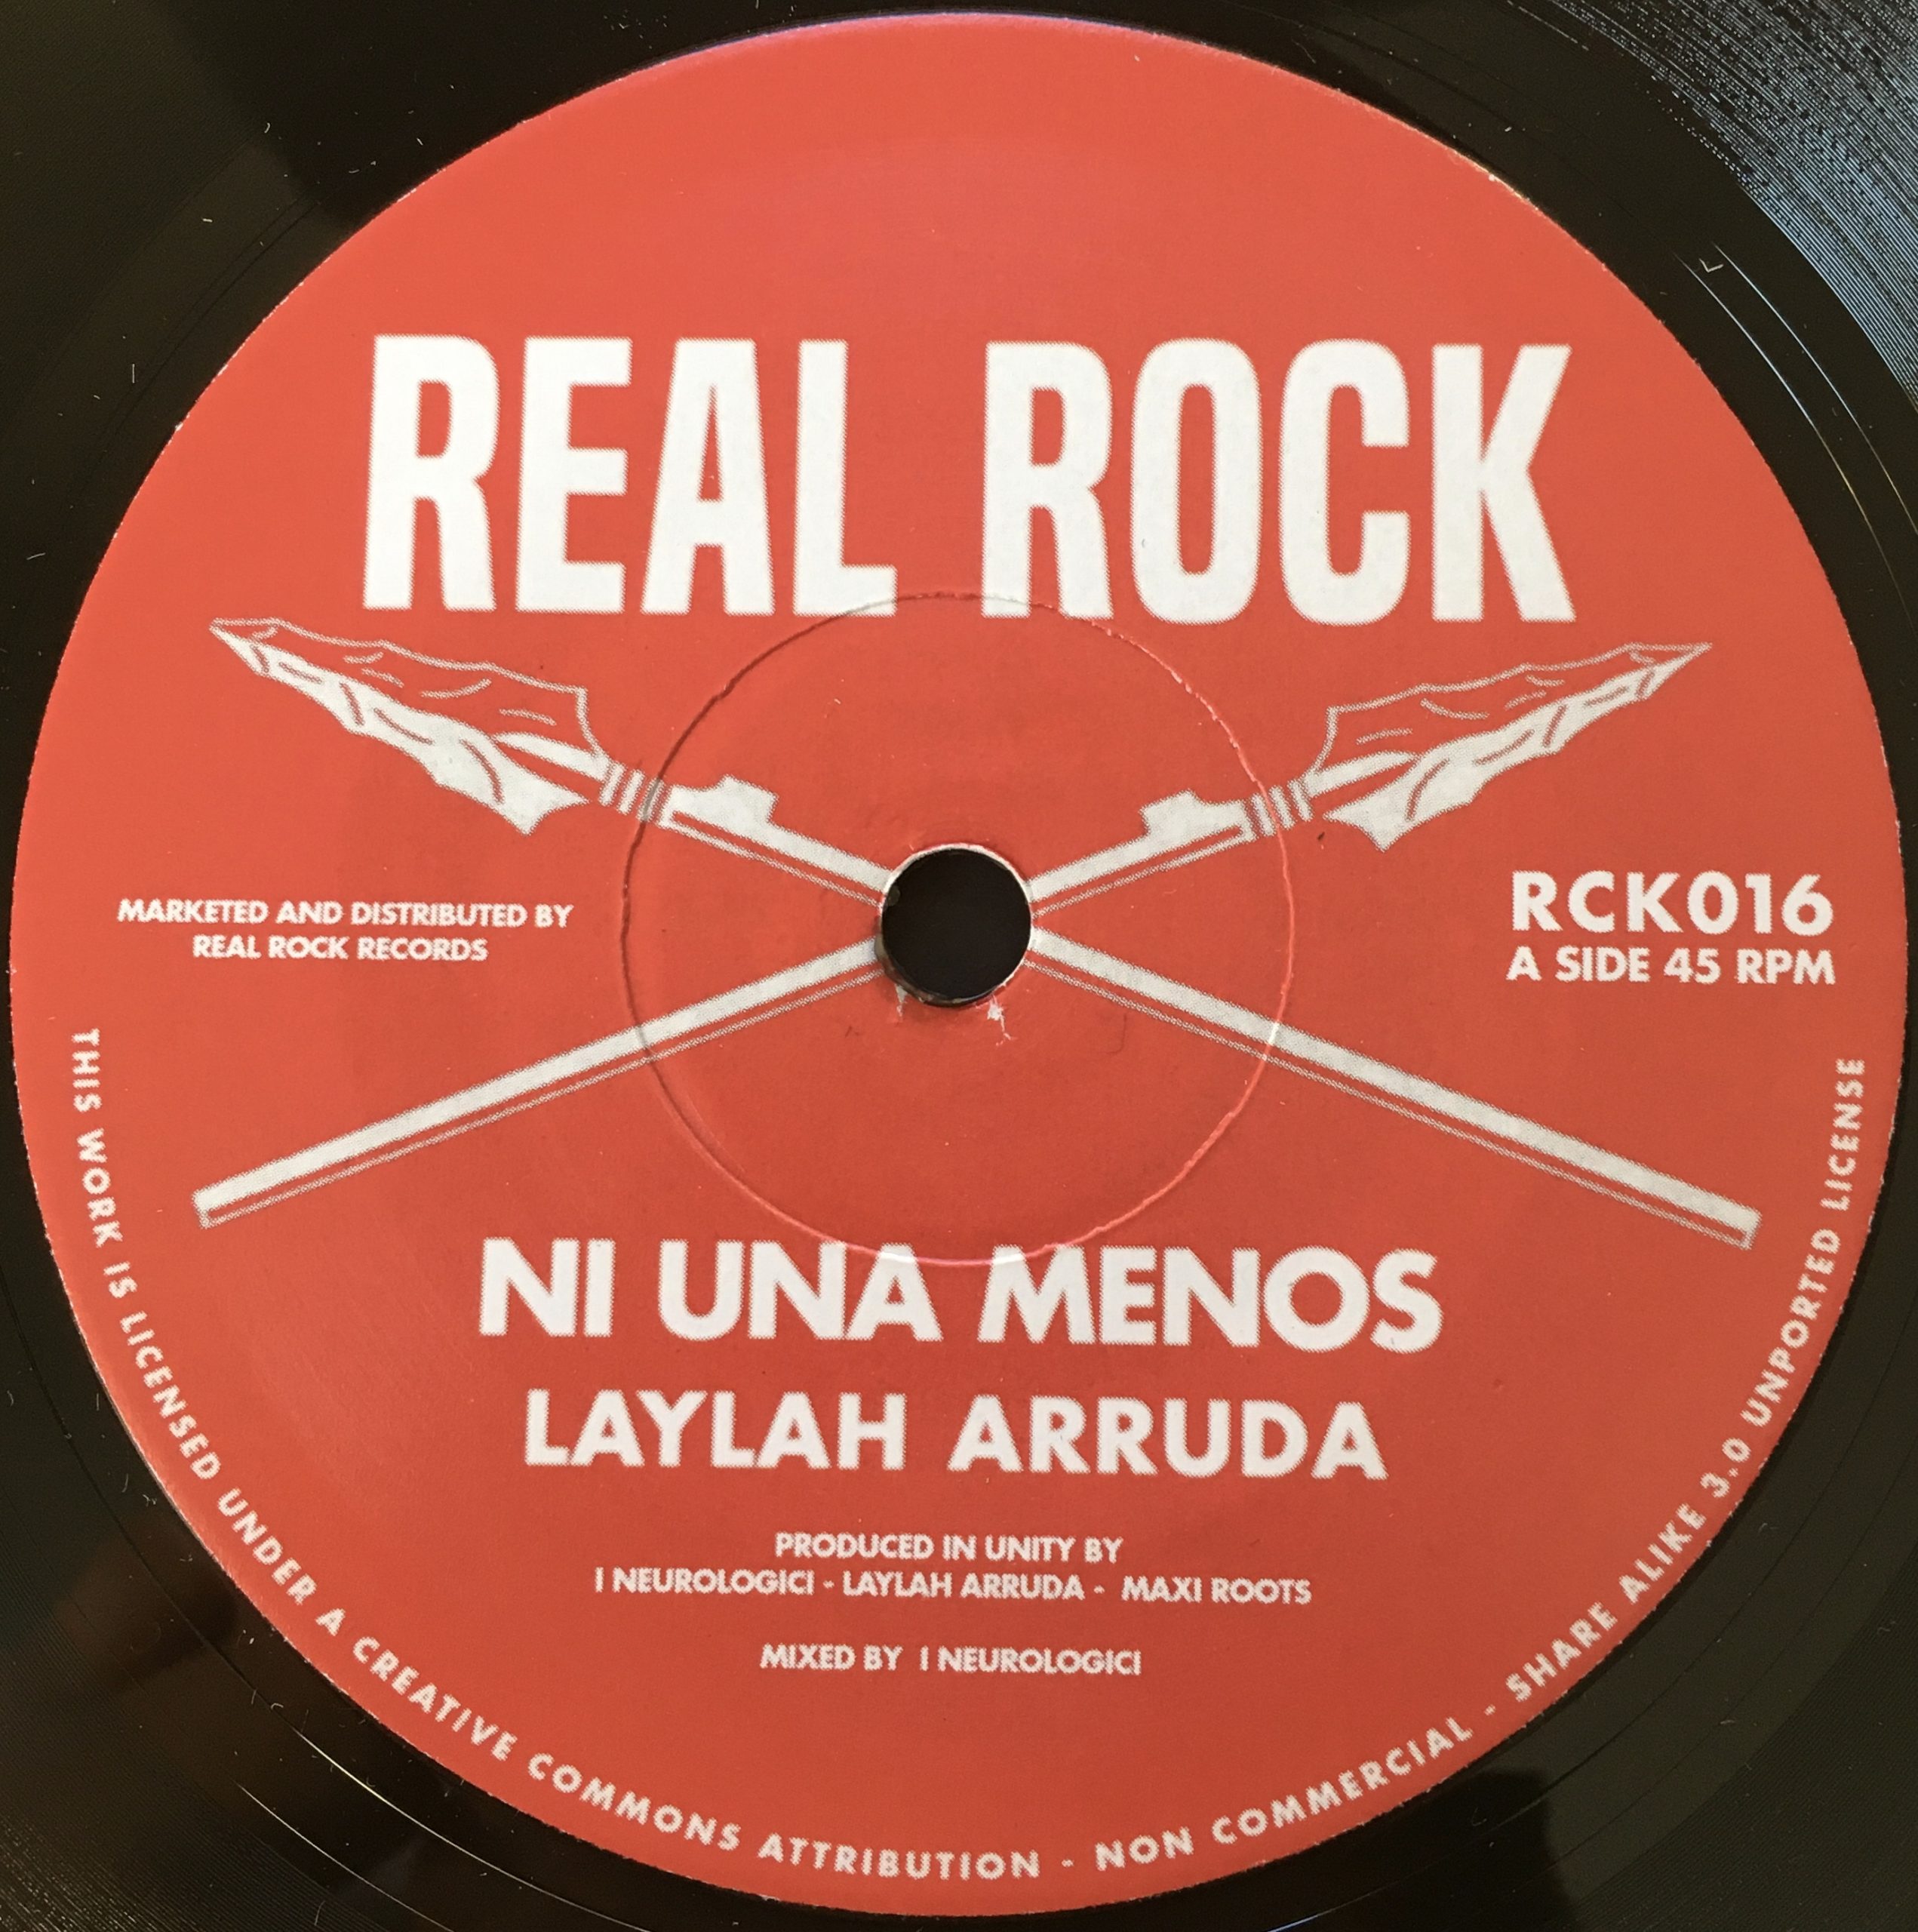 REAL ROCK
MARKETED AND DISTRIBUTED BY
REAL ROCK RECORDS
RCK016
A SIDE 45 RPM
NI UNA MENOS
LAYLAH ARRUDA
PRODUCED IN UNITY BY
I NEUROLOGICI - LAYLAH ARRUDA - MAXI ROOTS
MIXED BY I NEUROLOGICI
THIS WORK IS LICENSED UNDER A CREATIVE COMMONS ATTRIBUTION - NON COMMERCIAL - SHARE ALIKE 3.0 UNPORTED LICENSE